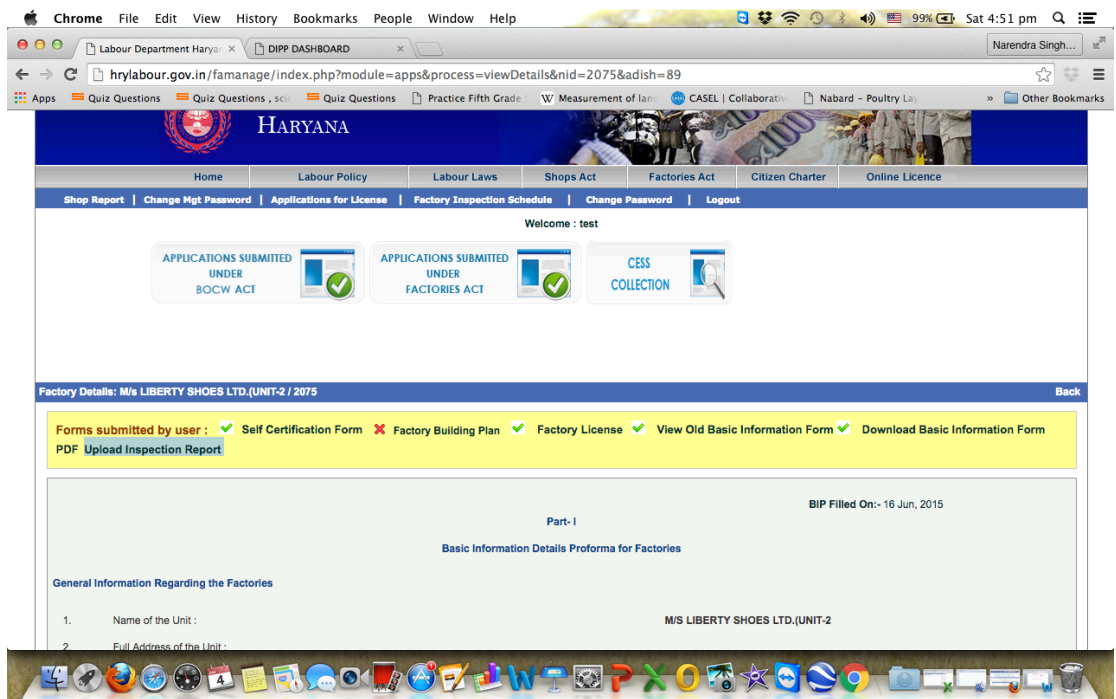 Chrome File Edit View History Bookmarks People Window Help 99% Sat 4:51 pm
Labour Department Haryan × DIPP DASHBOARD × Narendra Singh...
hrylabour.gov.in/famanage/index.php?module=apps&process=viewDetails&nid=2075&adish=89
Apps Quiz Questions Quiz Questions , scie Quiz Questions Practice Fifth Grade S W Measurement of land CASEL | Collaborative Nabard – Poultry Lay » Other Bookmarks
HARYANA
Home Labour Policy Labour Laws Shops Act Factories Act Citizen Charter Online Licence
Shop Report | Change Mgt Password | Applications for License | Factory Inspection Schedule | Change Password | Logout
Welcome : test
APPLICATIONS SUBMITTED
UNDER
BOCW ACT
APPLICATIONS SUBMITTED
UNDER
FACTORIES ACT
CESS
COLLECTION
Factory Details: M/s LIBERTY SHOES LTD.(UNIT-2 / 2075 Back
Forms submitted by user : Self Certification Form Factory Building Plan Factory License View Old Basic Information Form Download Basic Information Form
PDF Upload Inspection Report
BIP Filled On:- 16 Jun, 2015
Part- I
Basic Information Details Proforma for Factories
General Information Regarding the Factories
1. Name of the Unit : M/S LIBERTY SHOES LTD.(UNIT-2
2. Full Address of the Unit :